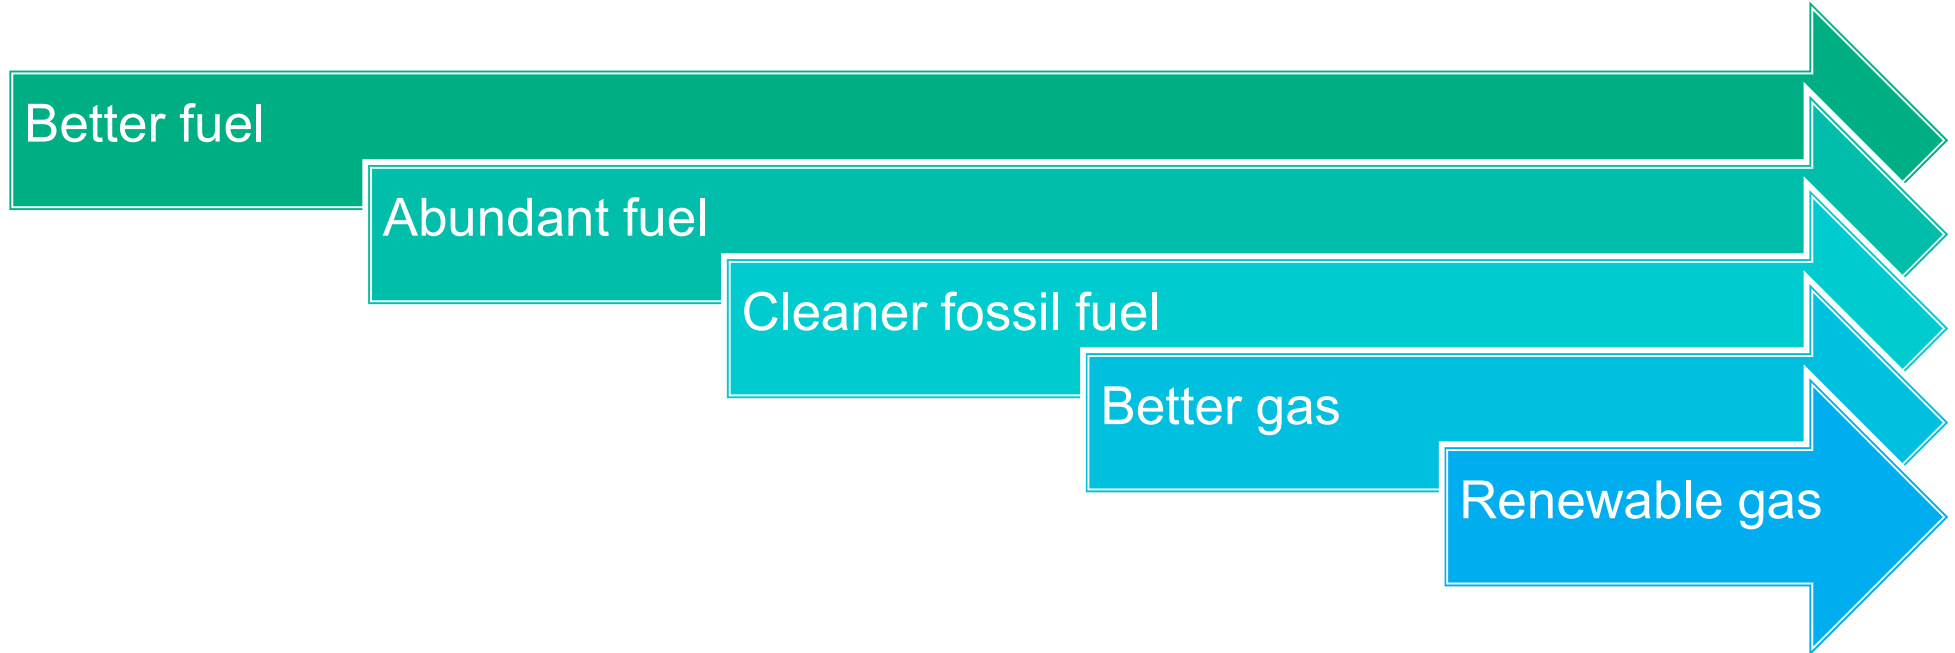 Better fuel
Abundant fuel
Cleaner fossil fuel
Better gas
Renewable gas